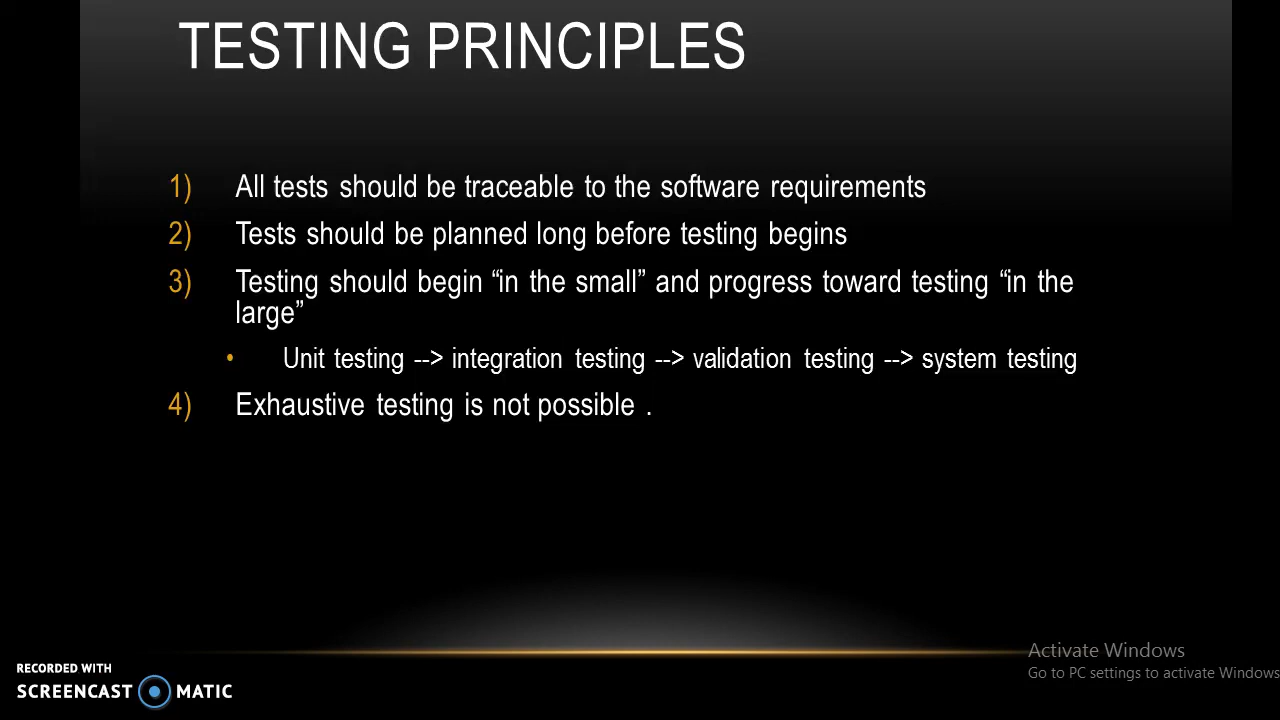 TESTING PRINCIPLES
1) All tests should be traceable to the software requirements
2) Tests should be planned long before testing begins
3) Testing should begin “in the small” and progress toward testing “in the
large”
• Unit testing --> integration testing --> validation testing --> system testing
4) Exhaustive testing is not possible .
Activate Windows
Go to PC settings to activate Windows
RECORDED WITH
SCREENCAST MATIC